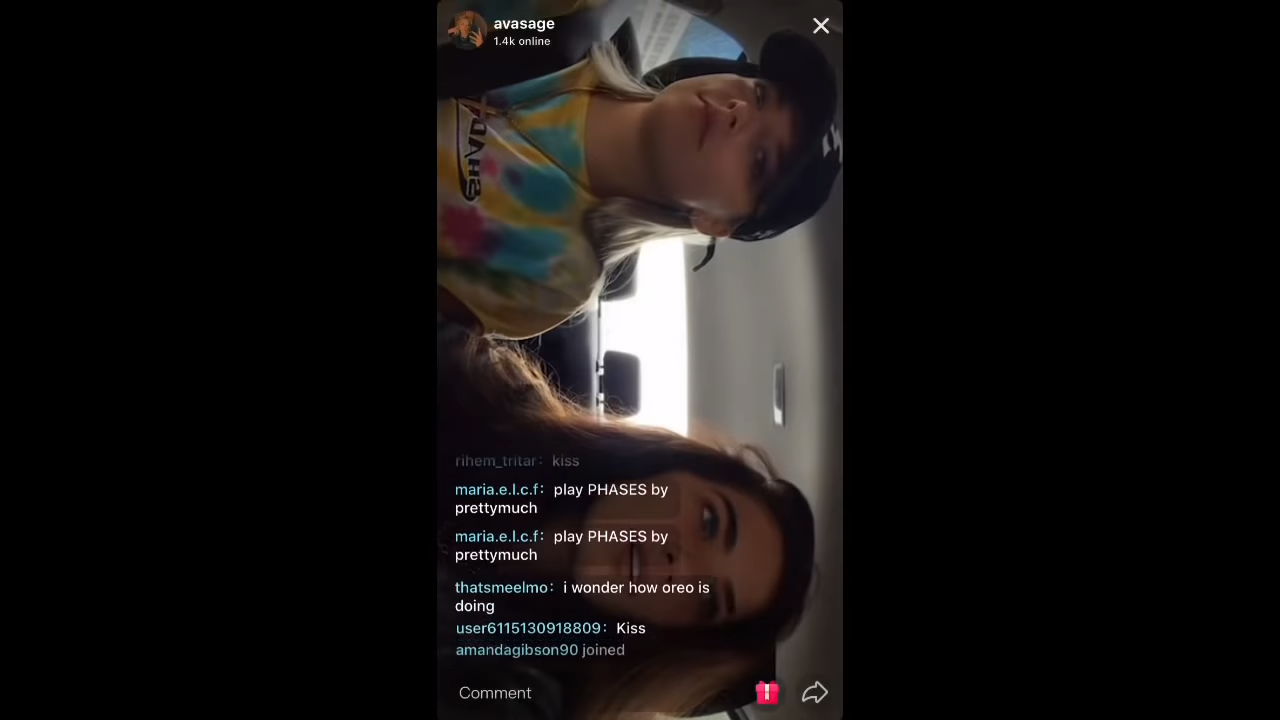 avasage
1.4k online
rihem_tritar: kiss
maria.e.l.c.f: play PHASES by
prettymuch
maria.e.l.c.f: play PHASES by
prettymuch
thatsmeelmo: i wonder how oreo is
doing
user6115130918809: Kiss
amandagibson90 joined
Comment